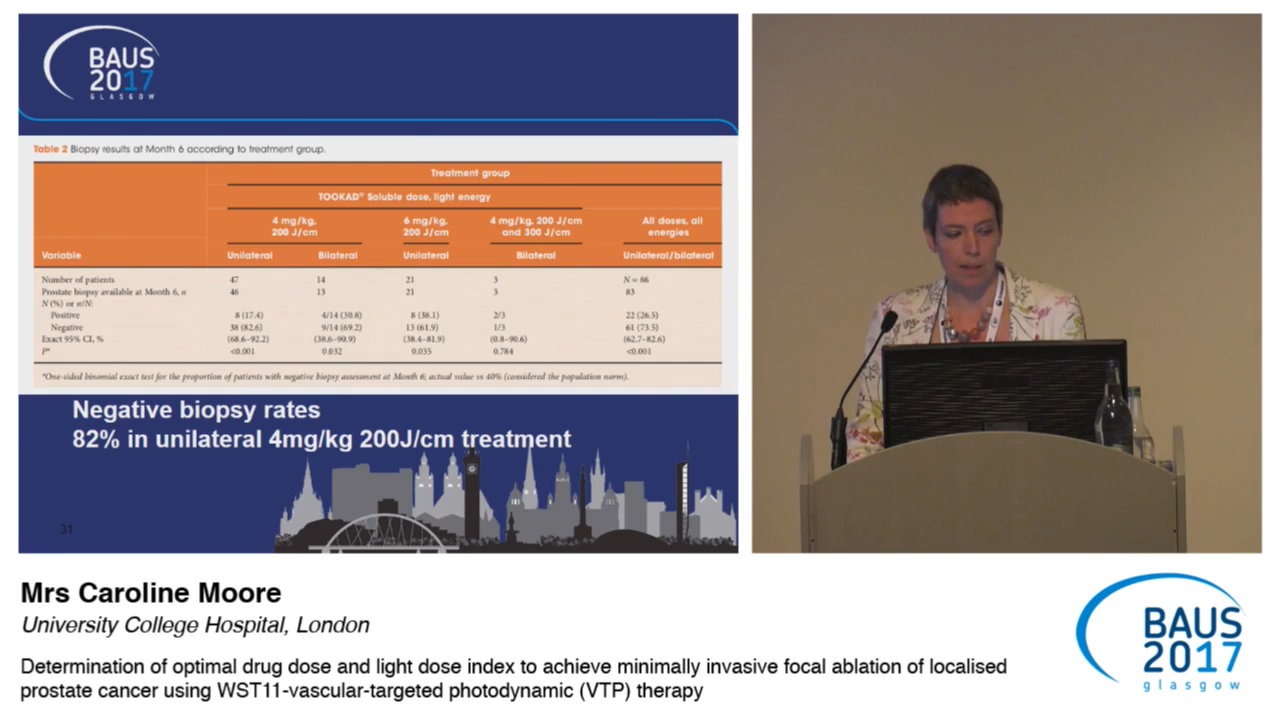 BAUS
2017
GLASGOW
Table 2 Biopsy results at Month 6 according to treatment group.
Treatment group
TOOKAD® Soluble dose, light energy
4 mg/kg, 6 mg/kg, 4 mg/kg, 200 J/cm All doses, all
200 J/cm 200 J/cm and 300 J/cm energies
Variable Unilateral Bilateral Unilateral Bilateral Unilateral/bilateral
Number of patients 47 14 21 3 N = 86
Prostate biopsy available at Month 6, n 46 13 21 3 83
N (%) or n/N:
Positive 8 (17.4) 4/14 (30.8) 8 (38.1) 2/3 22 (26.5)
Negative 38 (82.6) 9/14 (69.2) 13 (61.9) 1/3 61 (73.5)
Exact 95% CI, % (68.6–92.2) (38.6–90.9) (38.4–81.9) (0.8–90.6) (62.7–82.6)
P* <0.001 0.032 0.035 0.784 <0.001
*One-sided binomial exact test for the proportion of patients with negative biopsy assessment at Month 6; actual value vs 40% (considered the population norm).
Negative biopsy rates
82% in unilateral 4mg/kg 200J/cm treatment
31
Mrs Caroline Moore
University College Hospital, London
Determination of optimal drug dose and light dose index to achieve minimally invasive focal ablation of localised
prostate cancer using WST11-vascular-targeted photodynamic (VTP) therapy
BAUS
2017
glasgow